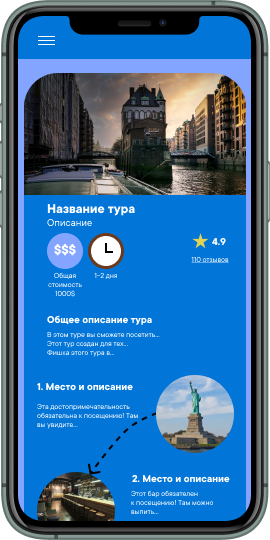 Название тура
Описание
$$$
4.9
Общая
стоимость
1000$
1–2 дня
110 отзывов
Общее описание тура
В этом туре вы сможете посетить...
Этот тур создан для тех...
Фишка этого тура в...
1. Место и описание
Эта достопримечательность
обязательна к посещению! Там
вы увидите...
2. Место и описание
Этот бар обязателен
к посещению! Там можно
выпить...